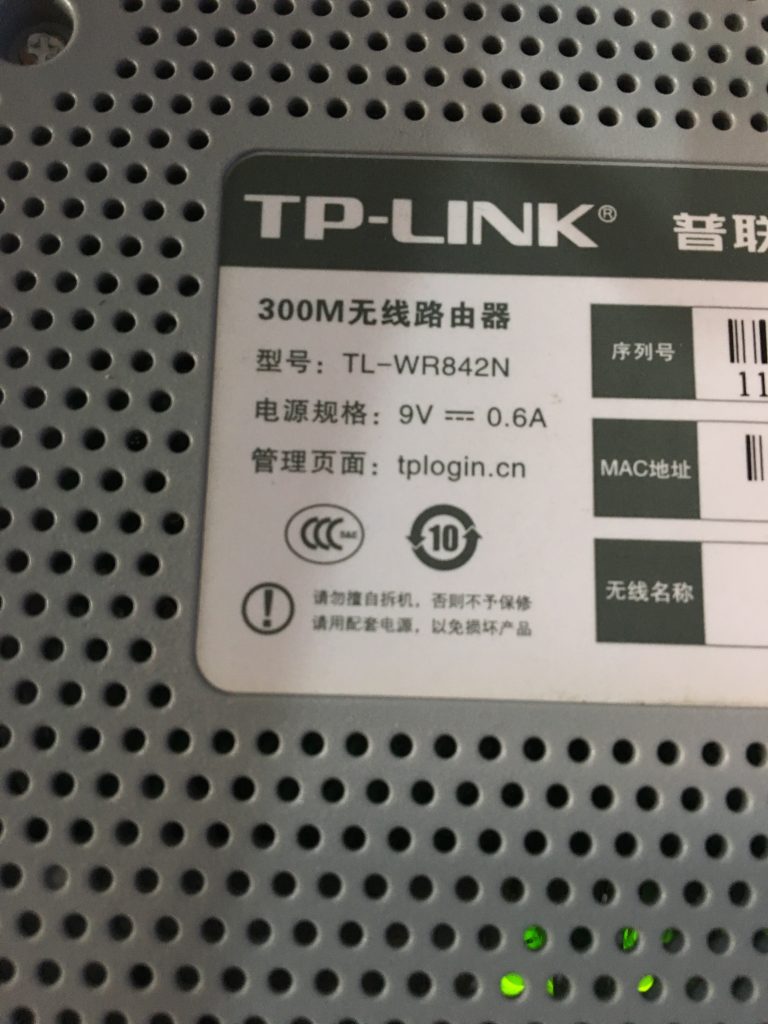 TP-LINK® 普联
300M无线路由器
型号：TL-WR842N
电源规格：9V ⎓ 0.6A
管理页面：tplogin.cn
CCC S&E
10
请勿擅自拆机，否则不予保修
请用配套电源，以免损坏产品
序列号
11
MAC地址
无线名称